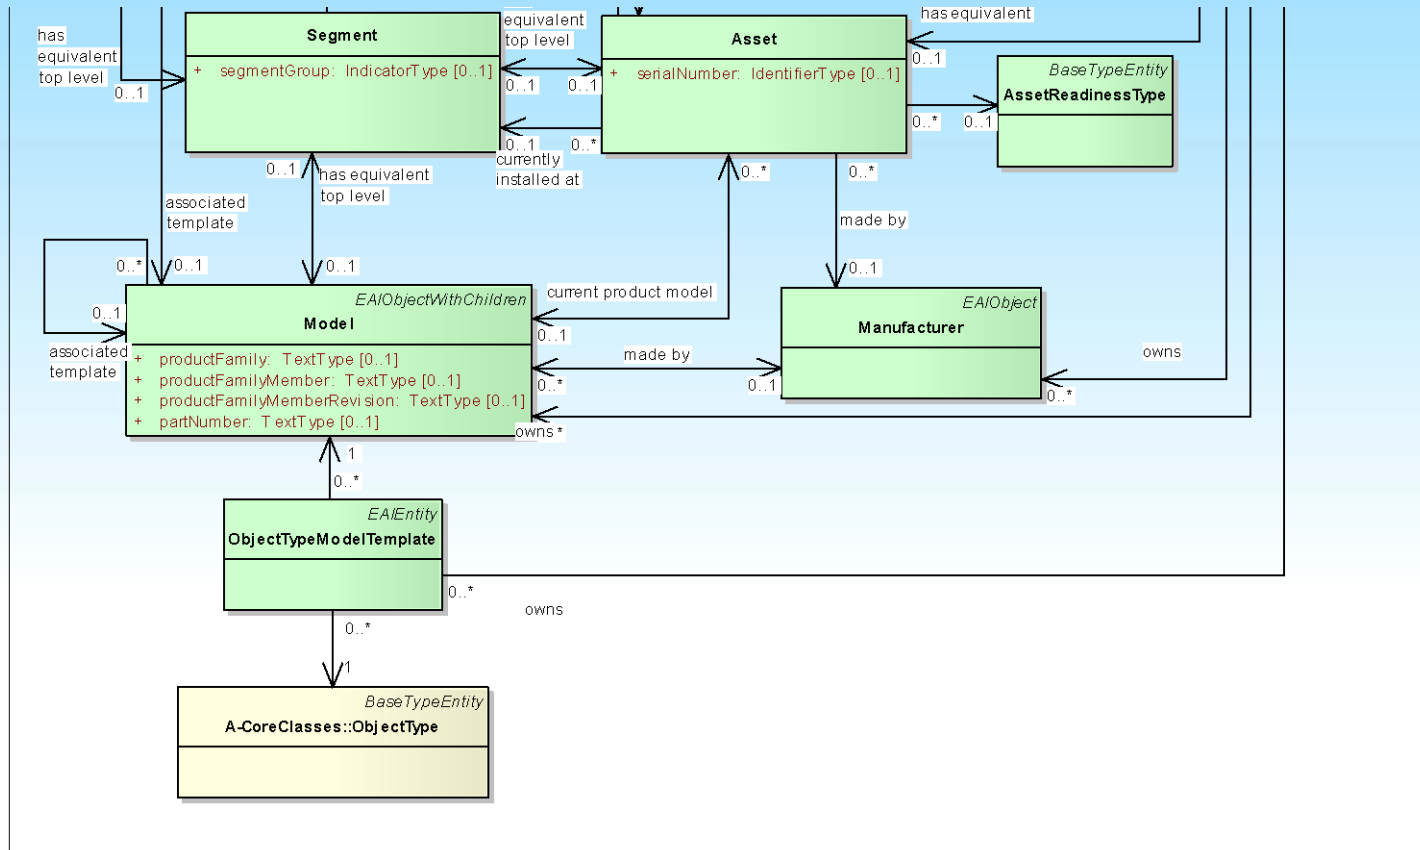 has
equivalent
top level
0..1
Segment
+ segmentGroup: IndicatorType [0..1]
equivalent
top level
0..1
0..1
0..1
0..*
currently
installed at
Asset
+ serialNumber: IdentifierType [0..1]
has equivalent
0..1
0..*
0..1
BaseTypeEntity
AssetReadinessType
0..1
has equivalent
top level
0..1
associated
template
0..1
0..*
0..1
associated
template
0..*
current product model
0..1
0..*
made by
0..1
EAIObjectWithChildren
Model
+ productFamily: TextType [0..1]
+ productFamilyMember: TextType [0..1]
+ productFamilyMemberRevision: TextType [0..1]
+ partNumber: TextType [0..1]
made by
0..*
0..1
EAIObject
Manufacturer
owns
0..*
owns *
1
0..*
EAIEntity
ObjectTypeModelTemplate
0..*
owns
0..*
1
BaseTypeEntity
A-CoreClasses::ObjectType